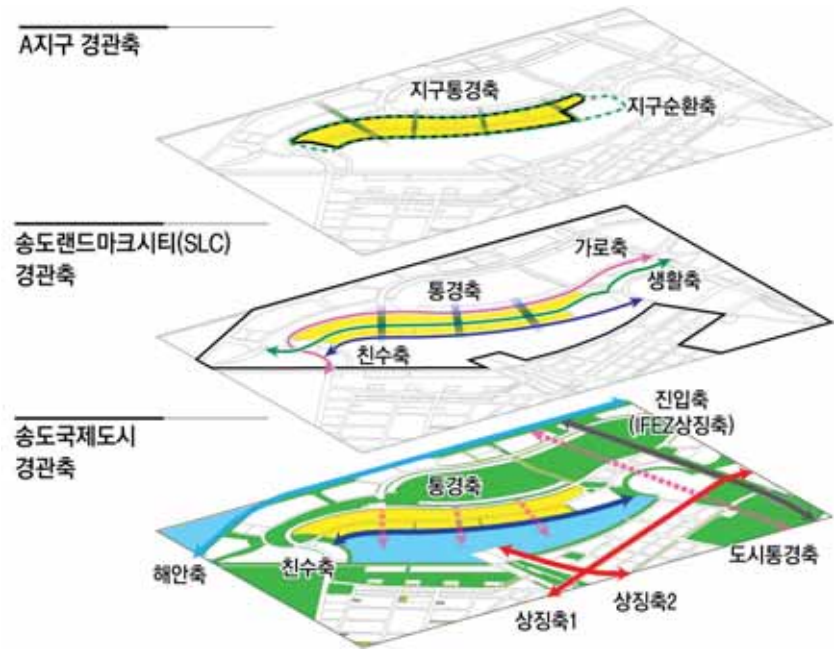 A지구 경관축
지구통경축
지구순환축
송도랜드마크시티(SLC)
경관축
가로축
생활축
통경축
친수축
송도국제도시
경관축
진입축
(IFEZ상징축)
통경축
해안축
친수축
도시통경축
상징축2
상징축1